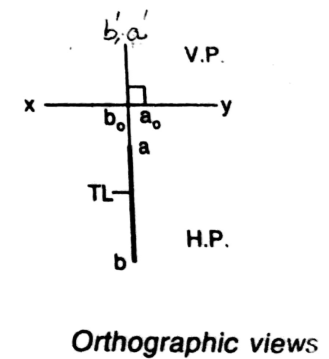 b′, a′
V.P.
x y
b₀ a₀
a
TL
H.P.
b
Orthographic views